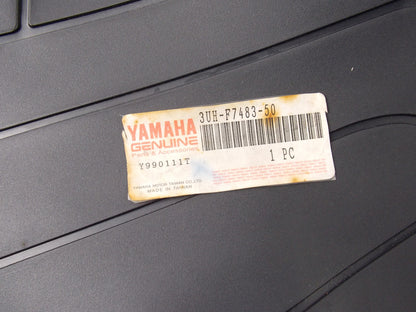 3UH-F7483-50
YAMAHA
GENUINE
Parts & Accessories
Y990111T
1 PC
YAMAHA MOTOR TAIWAN CO.,LTD.
MADE IN TAIWAN